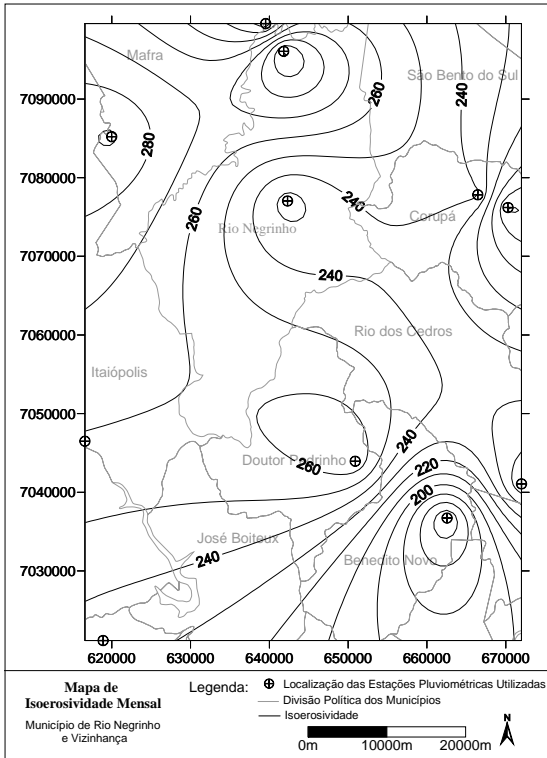 Mafra
São Bento do Sul
7090000
260
240
280
7080000
240
Corupá
260
Rio Negrinho
7070000
240
7060000
Rio dos Cedros
Itaiópolis
7050000
240
Doutor Pedrinho
260
220
7040000
200
José Boiteux
240
Benedito Novo
7030000
620000 630000 640000 650000 660000 670000
Mapa de
Isoerosividade Mensal
Município de Rio Negrinho
e Vizinhança
Legenda:
Localização das Estações Pluviométricas Utilizadas
Divisão Política dos Municípios
Isoerosividade
0m 10000m 20000m
N